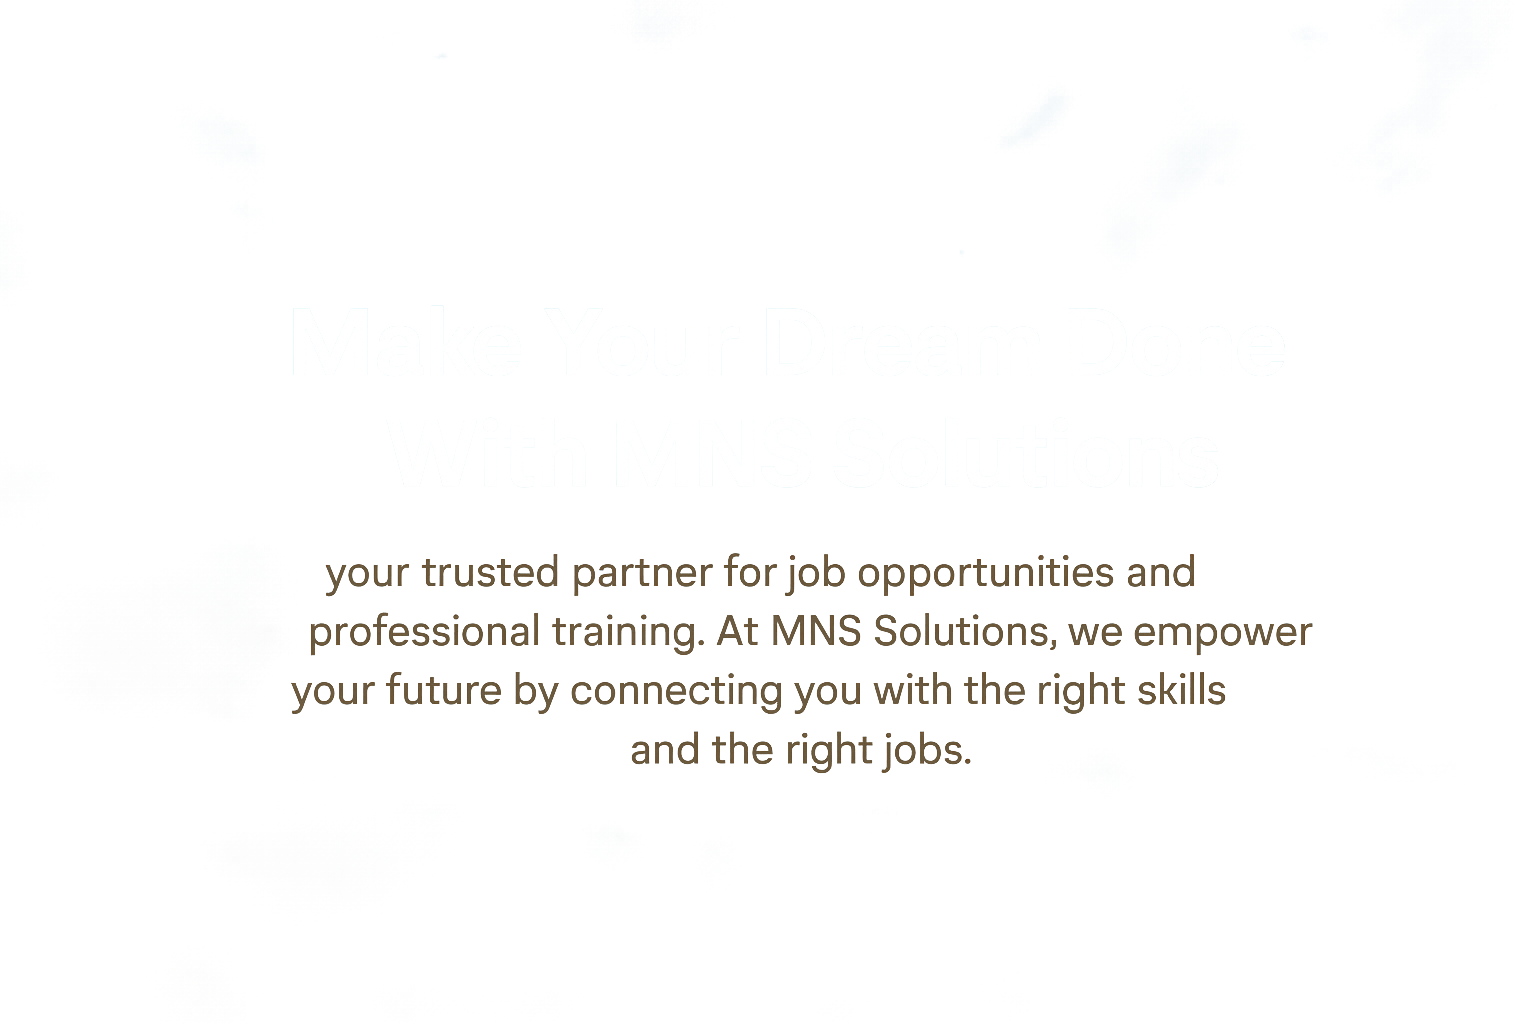 Make Your Dream Done
With MNS Solutions
your trusted partner for job opportunities and
professional training. At MNS Solutions, we empower
your future by connecting you with the right skills
and the right jobs.